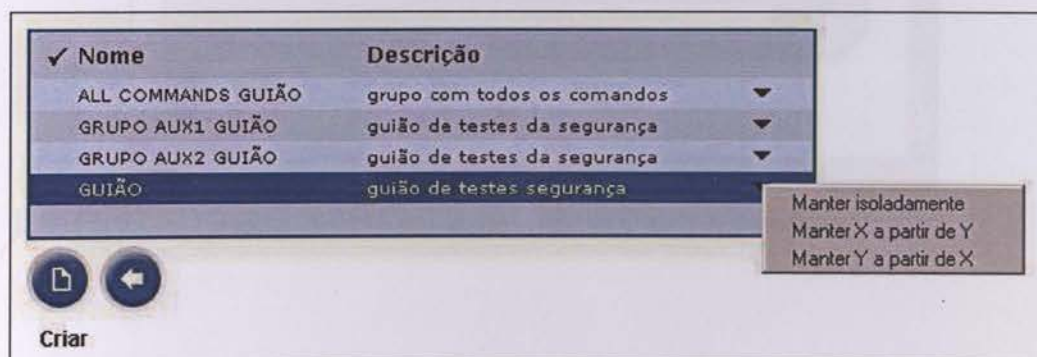 ✓ Nome Descrição
ALL COMMANDS GUIÃO grupo com todos os comandos
GRUPO AUX1 GUIÃO guião de testes da segurança
GRUPO AUX2 GUIÃO guião de testes da segurança
GUIÃO guião de testes segurança
Manter isoladamente
Manter X a partir de Y
Manter Y a partir de X
Criar